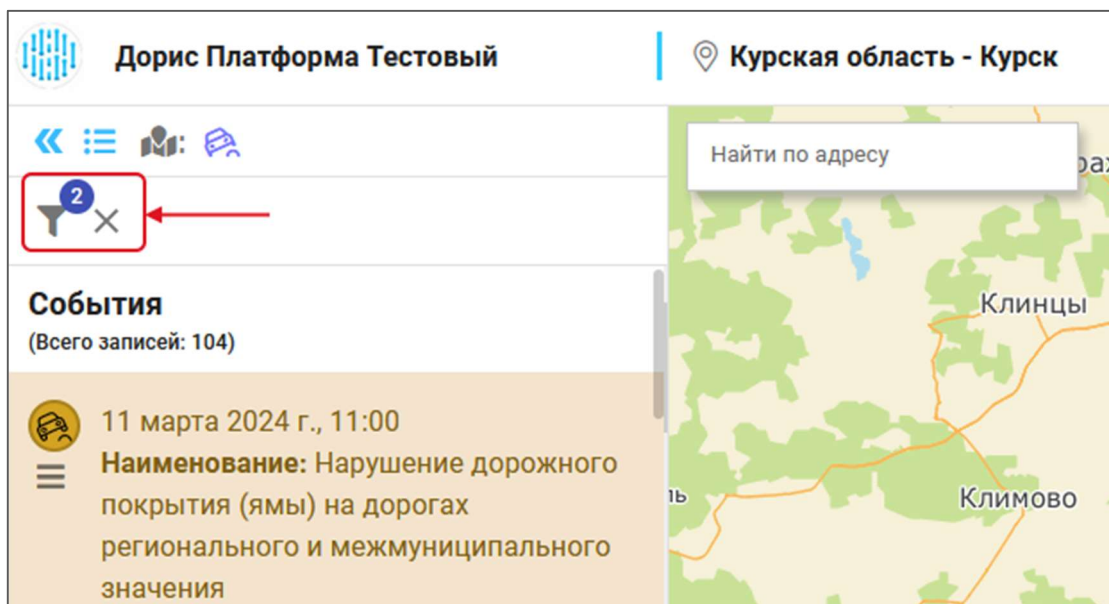 Дорис Платформа Тестовый
Курская область - Курск
Найти по адресу
2
События
(Всего записей: 104)
11 марта 2024 г., 11:00
Наименование: Нарушение дорожного
покрытия (ямы) на дорогах
регионального и межмуниципального
значения
Клинцы
Климово